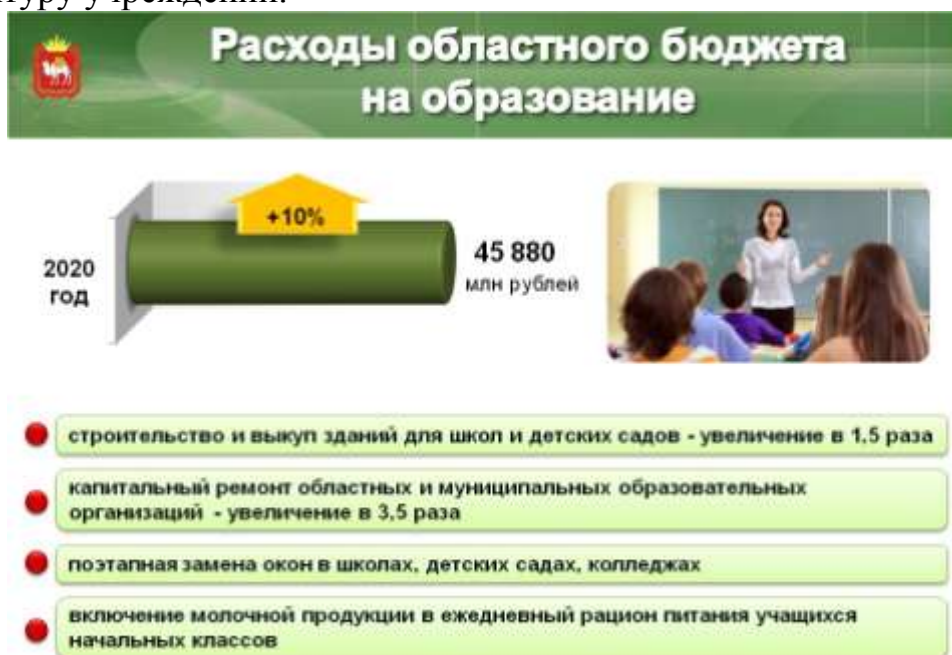 туру учреждений.
Расходы областного бюджета
на образование
+10%
2020
год
45 880
млн рублей
строительство и выкуп зданий для школ и детских садов - увеличение в 1,5 раза
капитальный ремонт областных и муниципальных образовательных
организаций - увеличение в 3,5 раза
поэтапная замена окон в школах, детских садах, колледжах
включение молочной продукции в ежедневный рацион питания учащихся
начальных классов